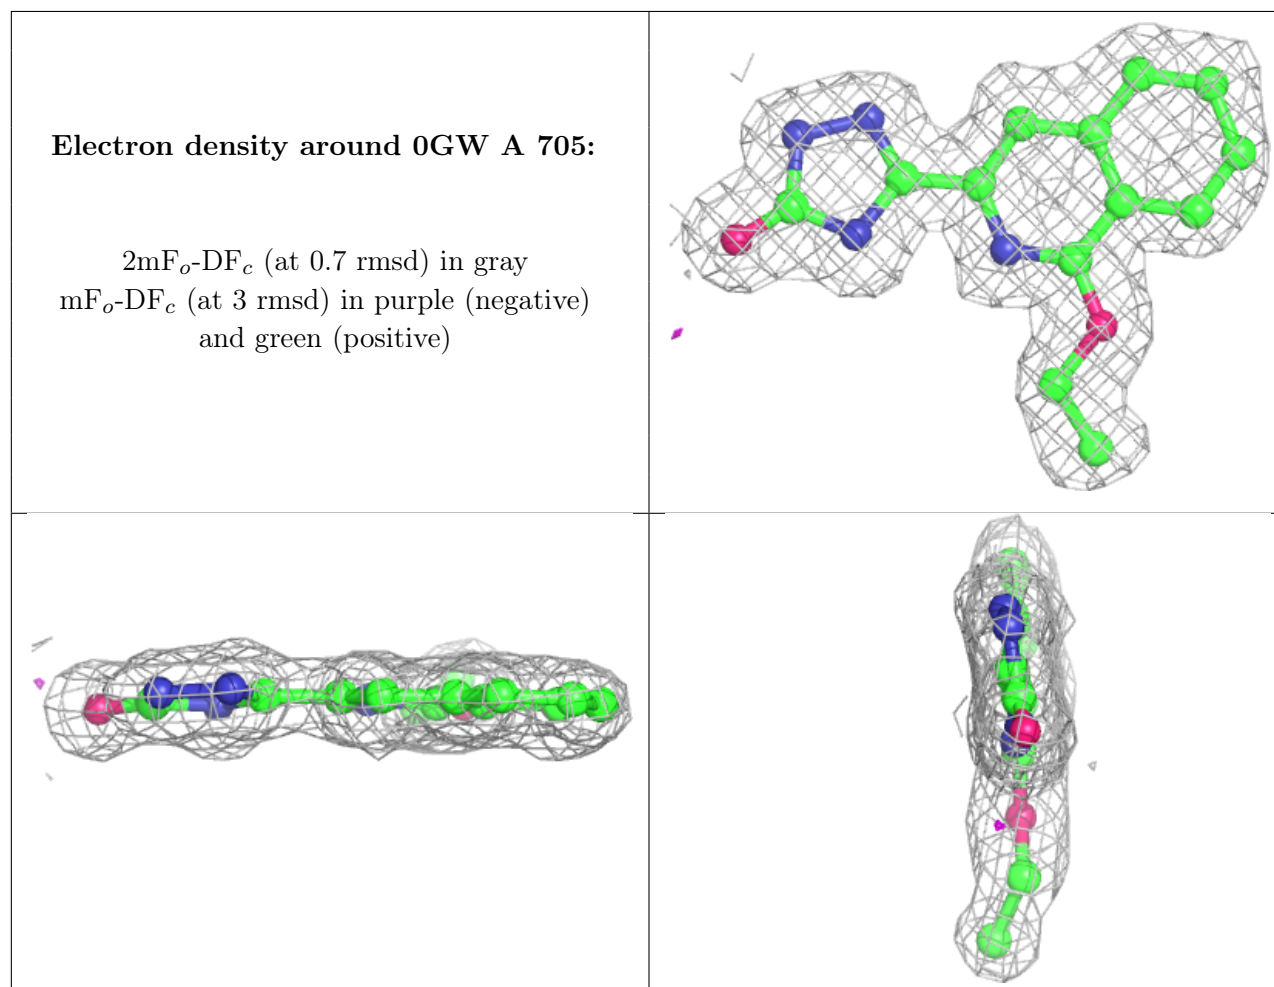 Electron density around 0GW A 705:
2mFo-DFc (at 0.7 rmsd) in gray
mFo-DFc (at 3 rmsd) in purple (negative)
and green (positive)